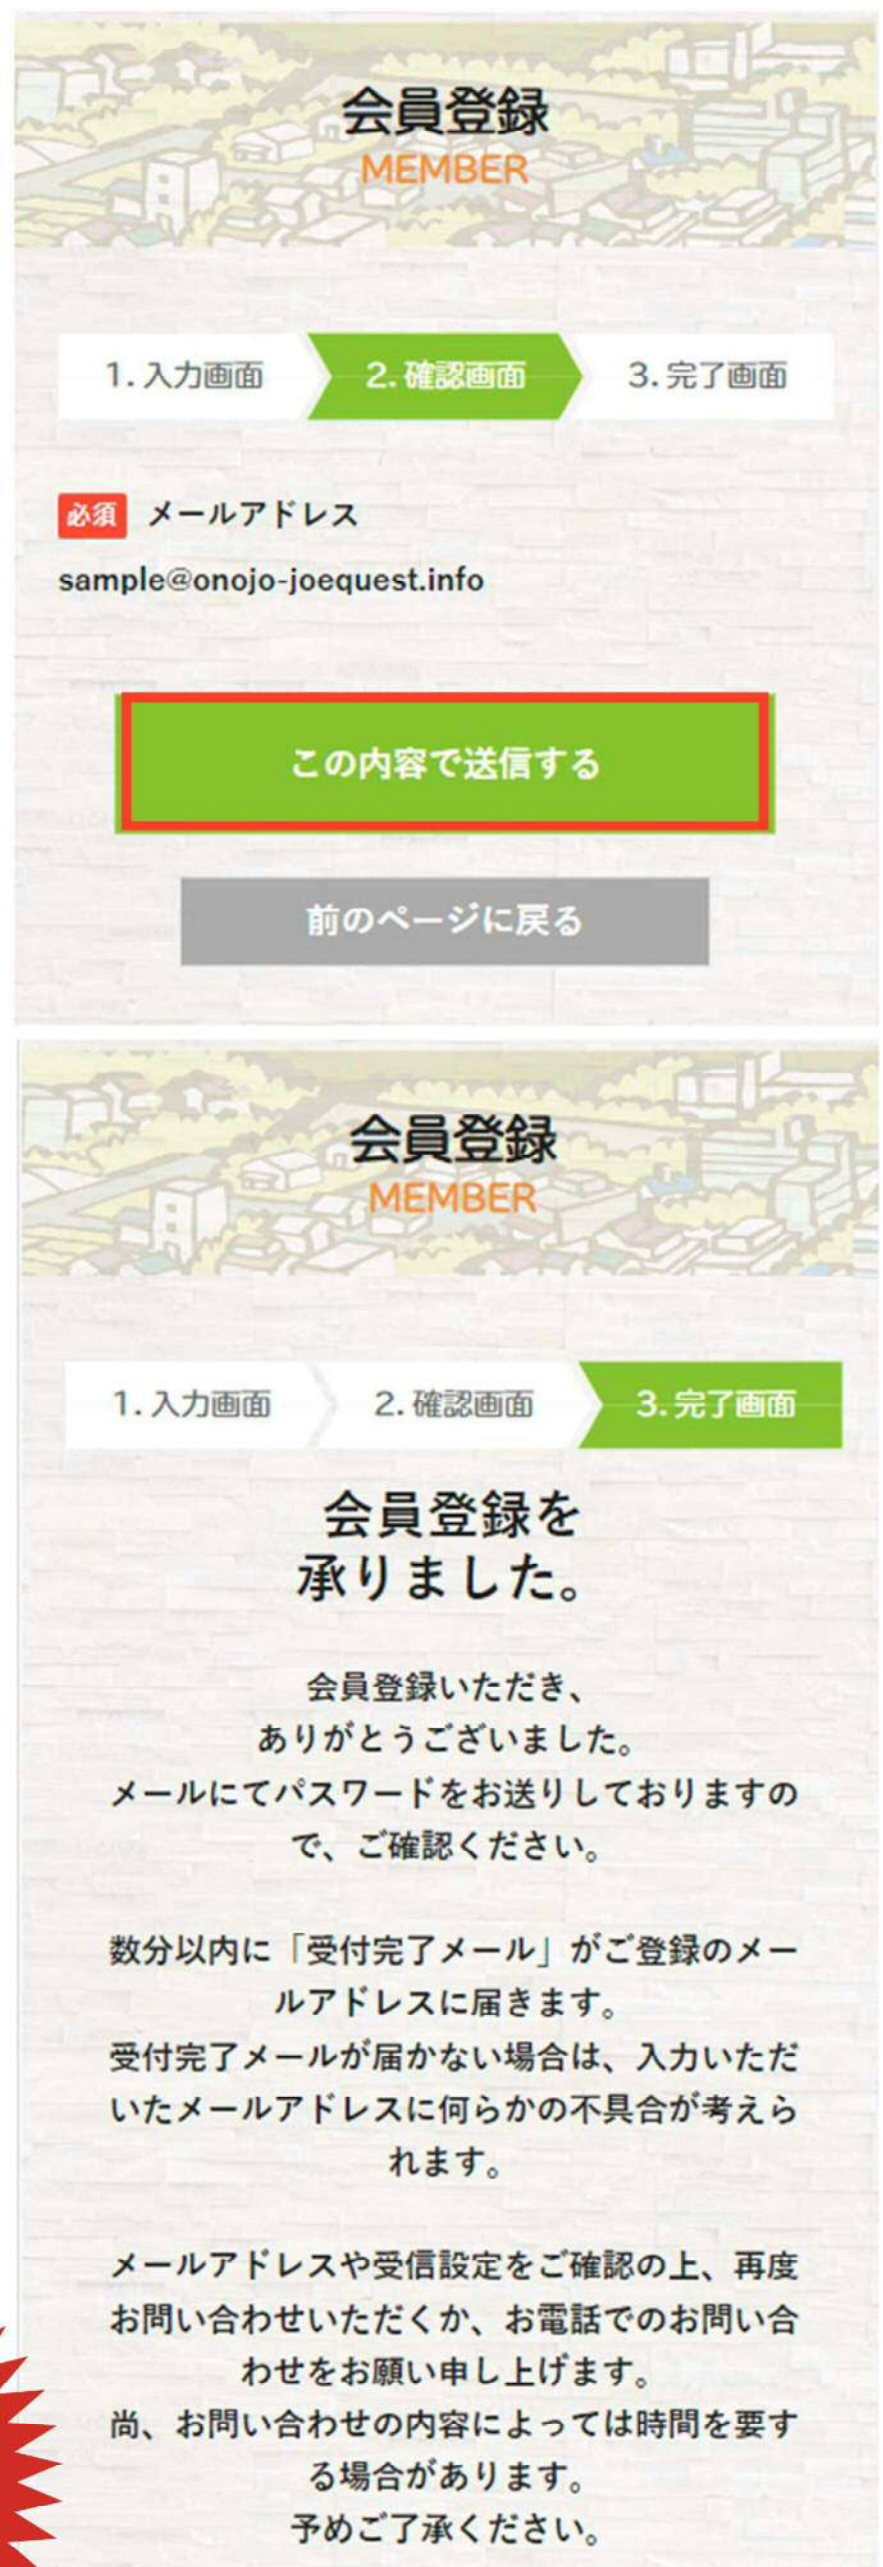 会員登録
MEMBER
1. 入力画面
2. 確認画面
3. 完了画面
必須 メールアドレス
sample@onojo-joequest.info
この内容で送信する
前のページに戻る
会員登録
MEMBER
1. 入力画面
2. 確認画面
3. 完了画面
会員登録を
承りました。
会員登録いただき、
ありがとうございました。
メールにてパスワードをお送りしておりますの
で、ご確認ください。
数分以内に「受付完了メール」がご登録のメー
ルアドレスに届きます。
受付完了メールが届かない場合は、入力いただ
いたメールアドレスに何らかの不具合が考えら
れます。
メールアドレスや受信設定をご確認の上、再度
お問い合わせいただくか、お電話でのお問い合
わせをお願い申し上げます。
尚、お問い合わせの内容によっては時間を要す
る場合があります。
予めご了承ください。